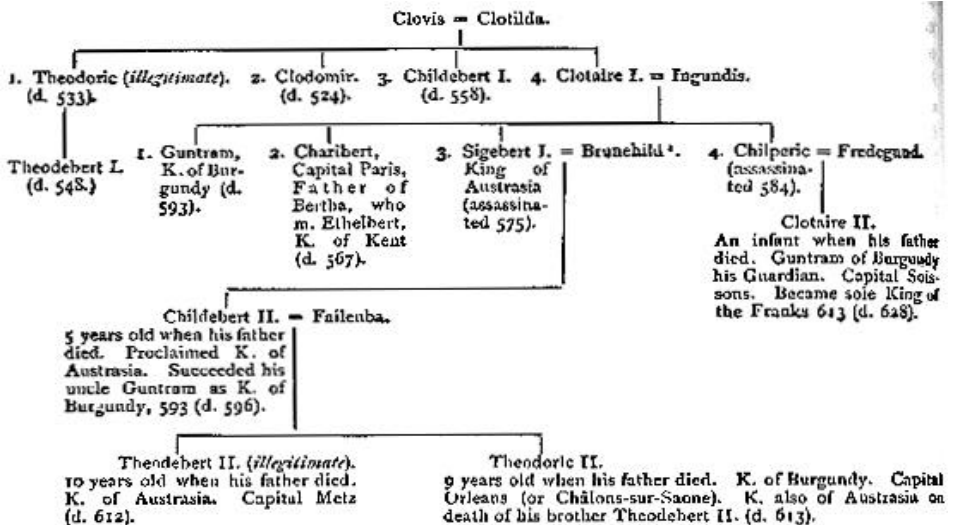 Clovis = Clotilda.
1. Theodoric (illegitimate).
(d. 533).
2. Clodomir.
(d. 524).
3. Childebert I.
(d. 558).
4. Clotaire I. = Ingundis.
Theodebert I.
(d. 548.)
1. Guntram,
K. of Bur-
gundy (d.
593).
2. Charibert,
Capital Paris,
Father of
Bertha, who
m. Ethelbert,
K. of Kent
(d. 567).
3. Sigebert I. = Brunehild ².
King of
Austrasia
(assassina-
ted 575).
4. Chilperic = Fredegund.
(assassina-
ted 584).
Clotaire II.
An infant when his father
died. Guntram of Burgundy
his Guardian. Capital Sois-
sons. Became sole King of
the Franks 613 (d. 628).
Childebert II. = Faileuba.
5 years old when his father
died. Proclaimed K. of
Austrasia. Succeeded his
uncle Guntram as K. of
Burgundy, 593 (d. 596).
Theodebert II. (illegitimate).
10 years old when his father died.
K. of Austrasia. Capital Metz
(d. 612).
Theodoric II.
9 years old when his father died. K. of Burgundy. Capital
Orleans (or Châlons-sur-Saone). K. also of Austrasia on
death of his brother Theodebert II. (d. 613).